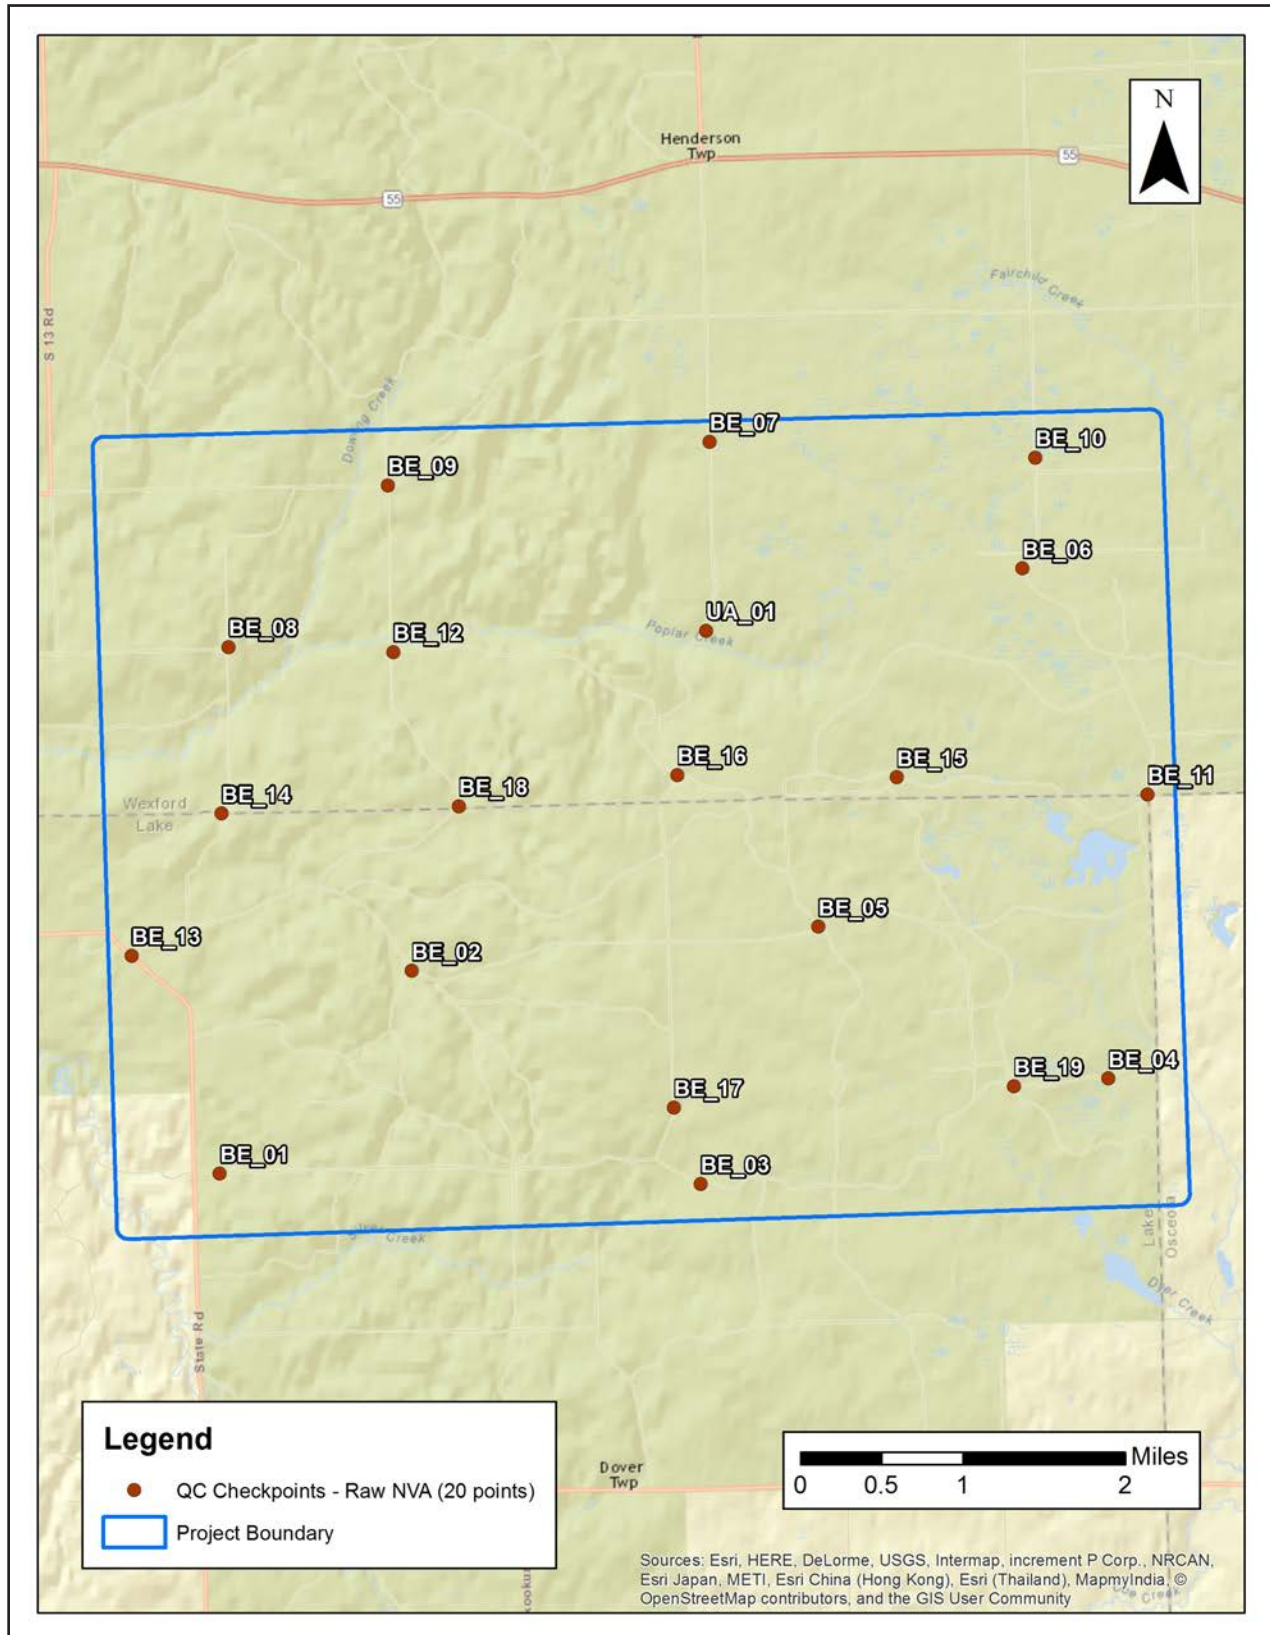 N
Henderson
Twp
55
55
Fairchild Creek
S 13 Rd
Dowling Creek
BE_07
BE_10
BE_09
BE_06
UA_01
Poplar Creek
BE_08
BE_12
BE_16
BE_15
BE_11
BE_14
BE_18
Wexford
Lake
BE_05
BE_13
BE_02
BE_19
BE_04
BE_17
BE_01
BE_03
Creek
Lake
Osceola
Dyer Creek
State Rd
Legend
QC Checkpoints - Raw NVA (20 points)
Project Boundary
Dover
Twp
Miles
0 0.5 1 2
Sources: Esri, HERE, DeLorme, USGS, Intermap, increment P Corp., NRCAN,
Esri Japan, METI, Esri China (Hong Kong), Esri (Thailand), MapmyIndia, ©
OpenStreetMap contributors, and the GIS User Community